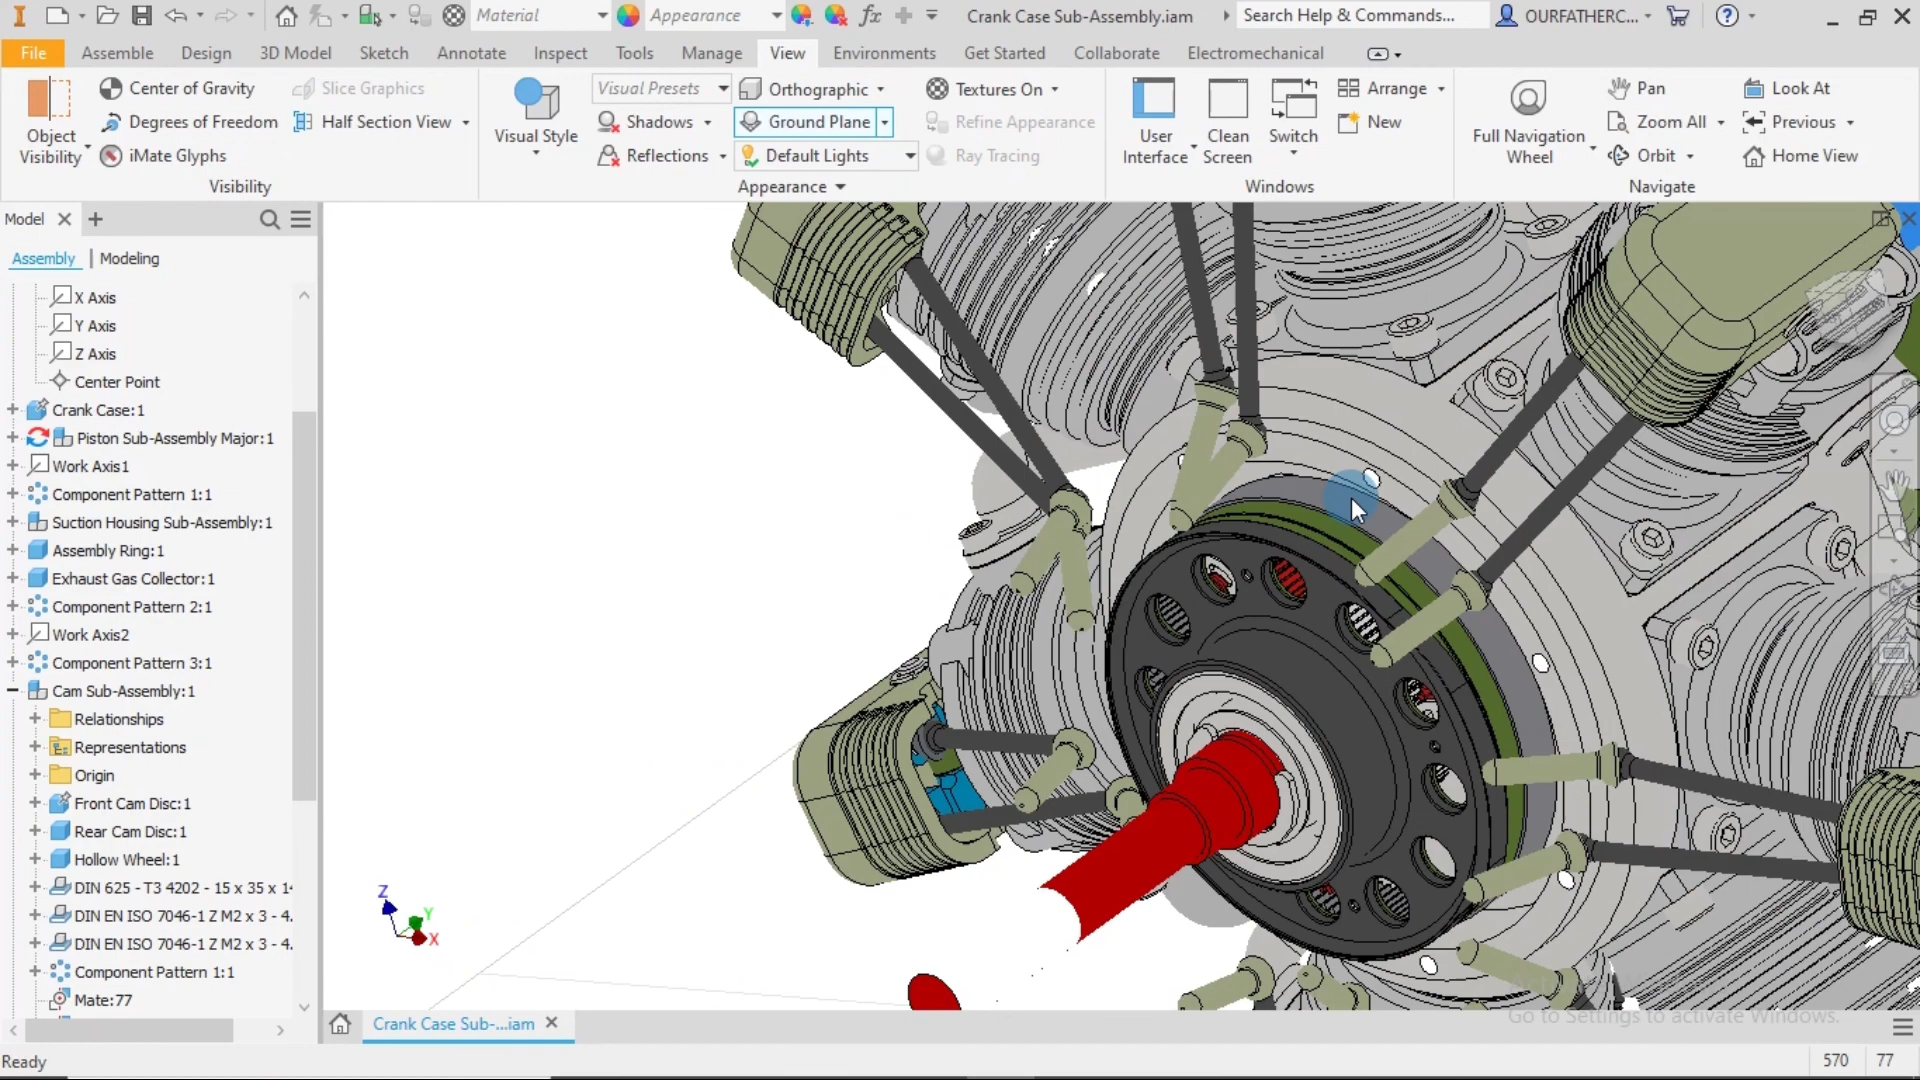 Material
Appearance
fx
Crank Case Sub-Assembly.iam
Search Help & Commands...
OURFATHERC...
File
Assemble
Design
3D Model
Sketch
Annotate
Inspect
Tools
Manage
View
Environments
Get Started
Collaborate
Electromechanical
Object
Visibility
Center of Gravity
Degrees of Freedom
iMate Glyphs
Slice Graphics
Half Section View
Visibility
Visual Style
Visual Presets
Shadows
Reflections
Orthographic
Ground Plane
Default Lights
Textures On
Refine Appearance
Ray Tracing
Appearance
User
Interface
Clean
Screen
Switch
Arrange
New
Windows
Full Navigation
Wheel
Pan
Zoom All
Orbit
Look At
Previous
Home View
Navigate
Model
Assembly
Modeling
X Axis
Y Axis
Z Axis
Center Point
Crank Case:1
Piston Sub-Assembly Major:1
Work Axis1
Component Pattern 1:1
Suction Housing Sub-Assembly:1
Assembly Ring:1
Exhaust Gas Collector:1
Component Pattern 2:1
Work Axis2
Component Pattern 3:1
Cam Sub-Assembly:1
Relationships
Representations
Origin
Front Cam Disc:1
Rear Cam Disc:1
Hollow Wheel:1
DIN 625 - T3 4202 - 15 x 35 x 1
DIN EN ISO 7046-1 Z M2 x 3 - 4.
DIN EN ISO 7046-1 Z M2 x 3 - 4.
Component Pattern 1:1
Mate:77
Z
Y
X
Go to Settings to activate Windows.
Crank Case Sub-...iam
Ready
570
77